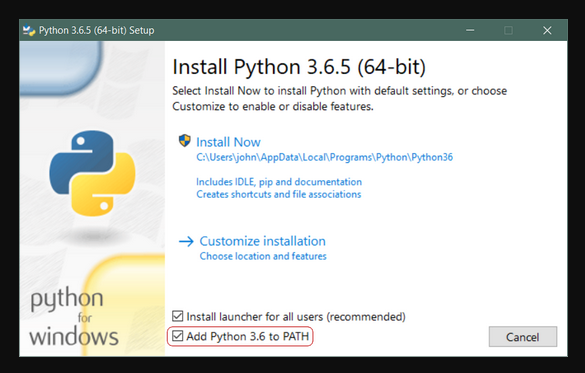 Python 3.6.5 (64-bit) Setup
Install Python 3.6.5 (64-bit)
Select Install Now to install Python with default settings, or choose
Customize to enable or disable features.
Install Now
C:\Users\john\AppData\Local\Programs\Python\Python36
Includes IDLE, pip and documentation
Creates shortcuts and file associations
Customize installation
Choose location and features
python
for
windows
Install launcher for all users (recommended)
Add Python 3.6 to PATH
Cancel